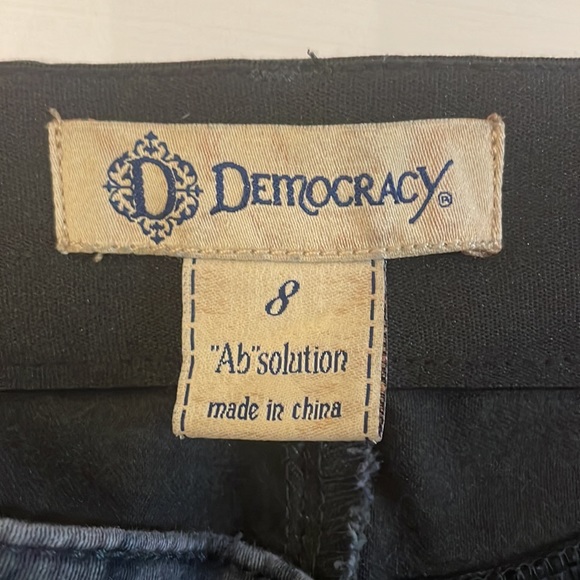 D DEMOCRACY®
8
"Ab"solution
made in china